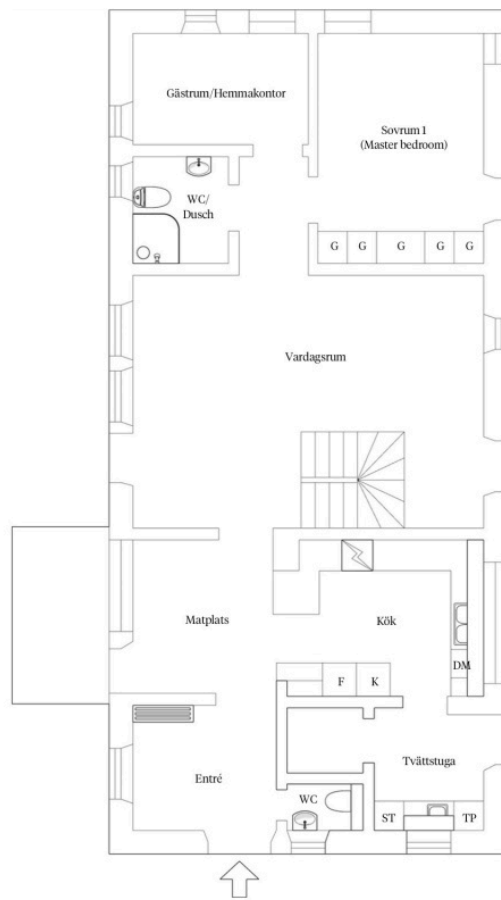 Gästrum/Hemmakontor
Sovrum 1
(Master bedroom)
WC/
Dusch
G G G G G
Vardagsrum
Matplats
Kök
DM
F K
Tvättstuga
Entré
WC
ST TP